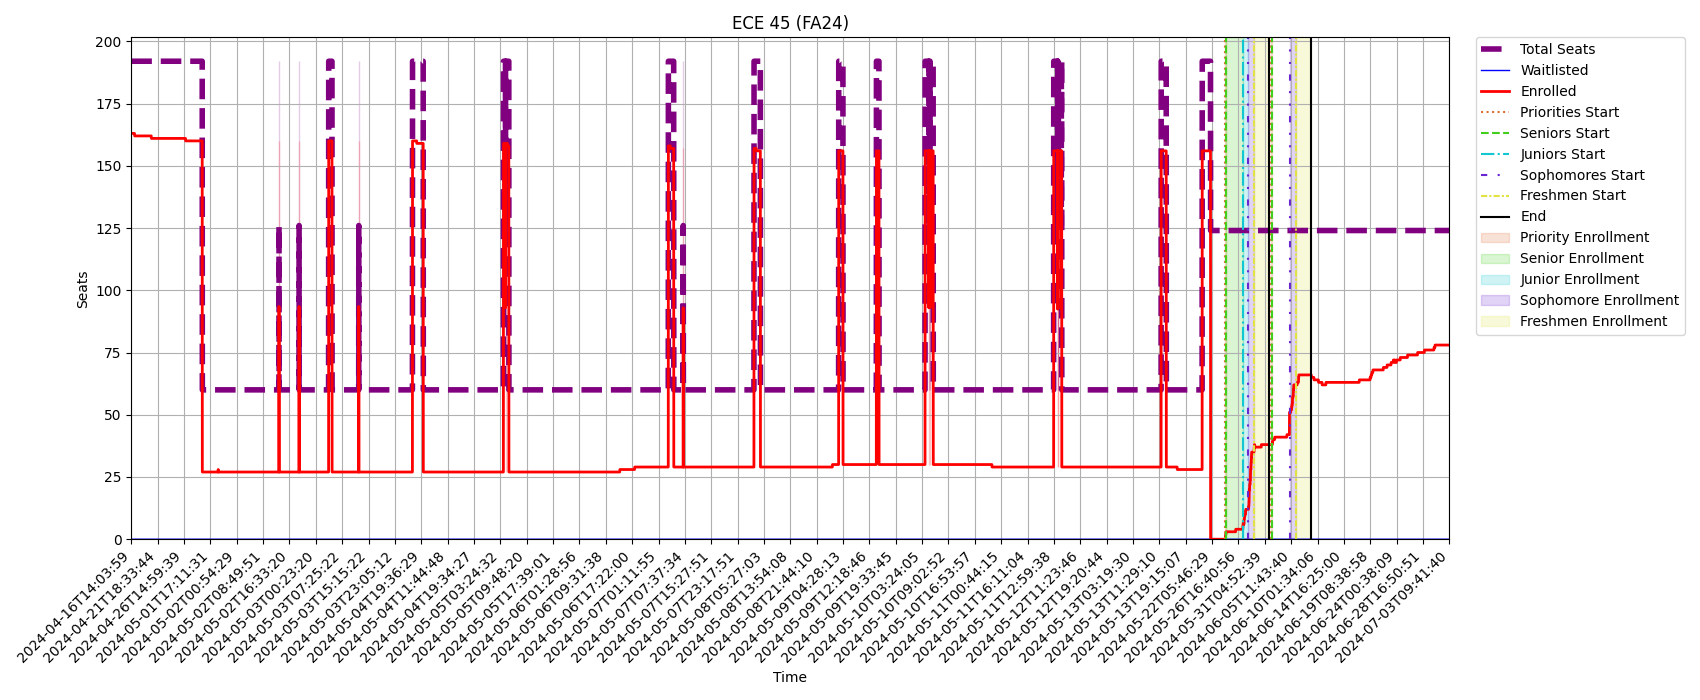 ECE 45 (FA24)
200
175
150
125
100
75
50
25
0
Seats
2024-04-16T14:03:59
2024-04-21T18:33:44
2024-04-26T14:59:39
2024-05-01T17:11:31
2024-05-02T00:54:29
2024-05-02T08:49:51
2024-05-02T16:33:20
2024-05-03T00:23:20
2024-05-03T07:25:22
2024-05-03T15:15:22
2024-05-03T23:05:12
2024-05-04T19:36:29
2024-05-04T11:44:48
2024-05-04T19:34:27
2024-05-05T03:24:32
2024-05-05T09:48:20
2024-05-05T17:39:01
2024-05-06T01:28:56
2024-05-06T09:31:38
2024-05-06T17:22:00
2024-05-07T01:11:55
2024-05-07T07:37:34
2024-05-07T15:27:51
2024-05-07T23:17:51
2024-05-08T05:27:03
2024-05-08T13:54:08
2024-05-08T21:44:10
2024-05-09T04:28:13
2024-05-09T12:18:46
2024-05-09T19:33:45
2024-05-10T03:24:05
2024-05-10T09:02:52
2024-05-10T16:53:57
2024-05-11T00:44:15
2024-05-11T16:11:04
2024-05-11T12:59:38
2024-05-12T11:23:46
2024-05-12T19:20:44
2024-05-13T03:19:30
2024-05-13T11:29:10
2024-05-13T19:15:07
2024-05-22T05:46:29
2024-05-26T16:40:56
2024-05-31T04:52:39
2024-06-05T11:43:40
2024-06-10T01:34:06
2024-06-14T16:25:00
2024-06-19T08:38:58
2024-06-24T00:38:09
2024-06-28T16:50:51
2024-07-03T09:41:40
Time
Total Seats
Waitlisted
Enrolled
Priorities Start
Seniors Start
Juniors Start
Sophomores Start
Freshmen Start
End
Priority Enrollment
Senior Enrollment
Junior Enrollment
Sophomore Enrollment
Freshmen Enrollment